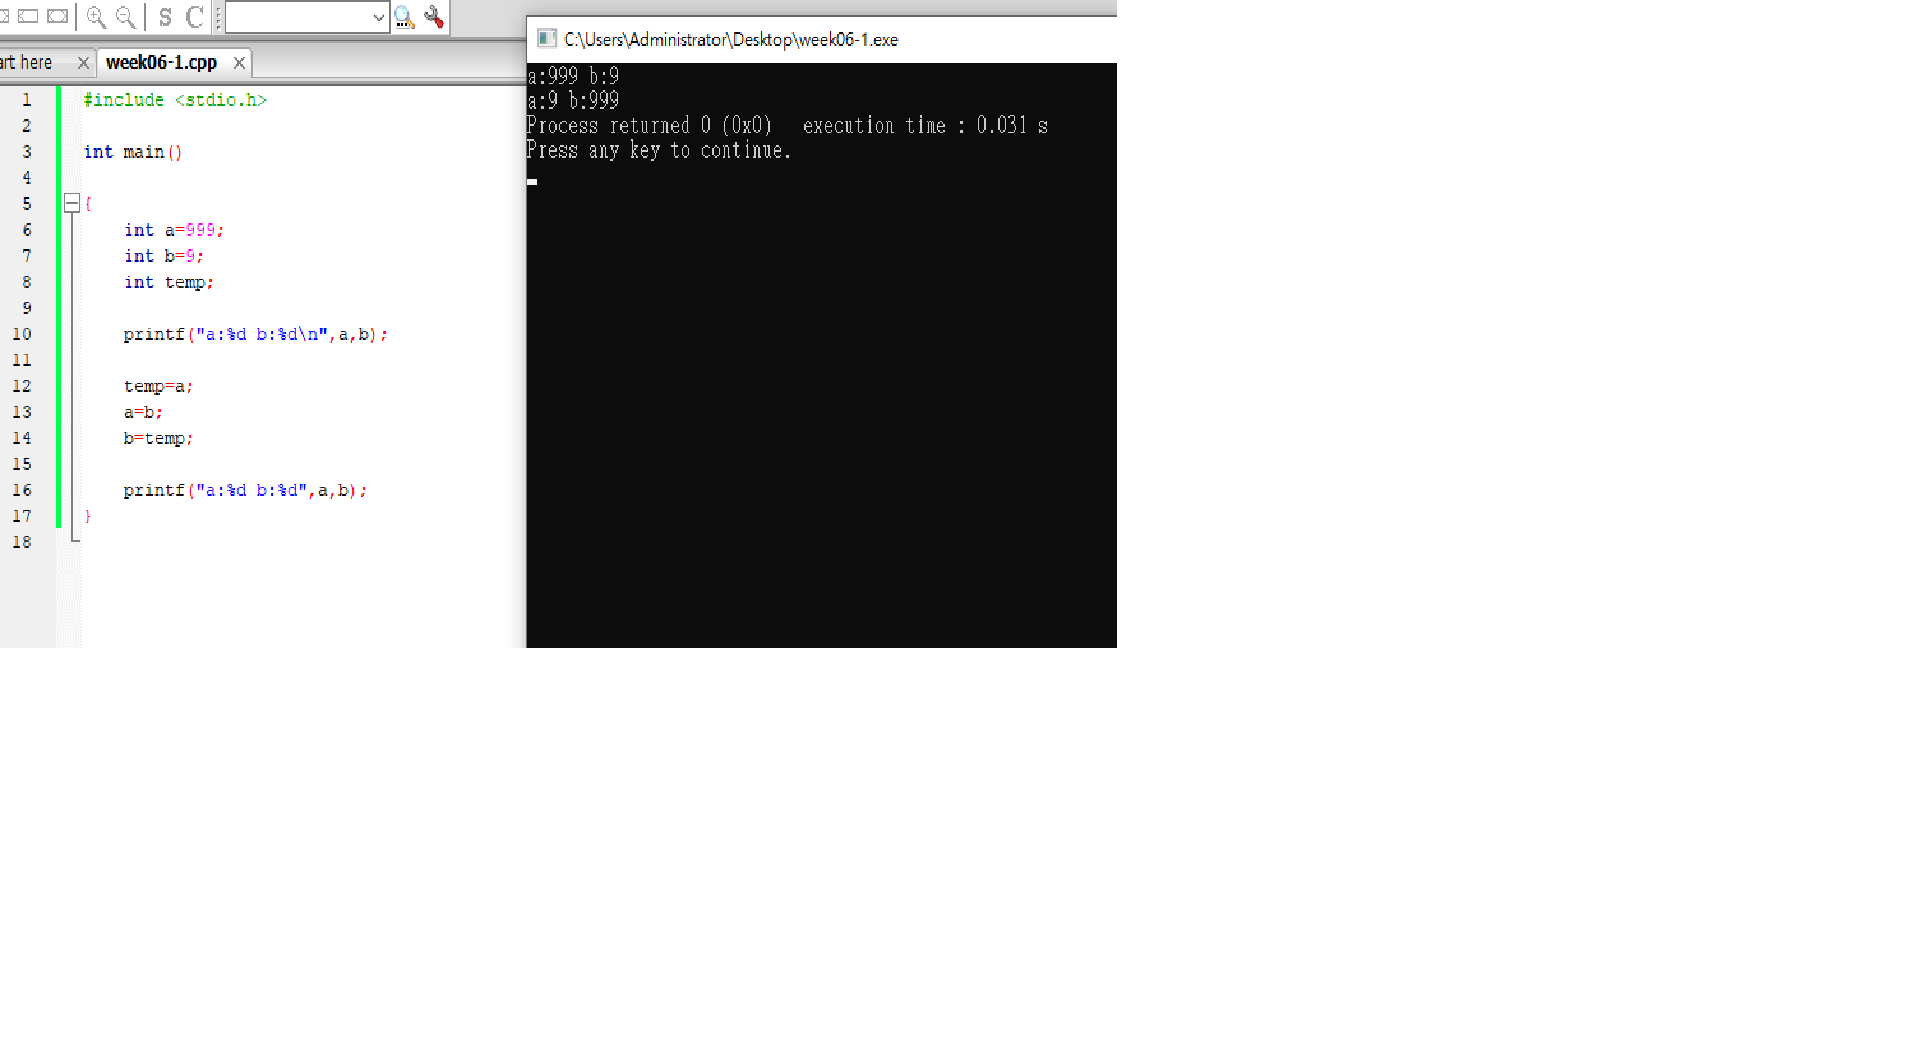 S C
art here
week06-1.cpp
1 #include <stdio.h>
2
3 int main()
4
5 {
6 int a=999;
7 int b=9;
8 int temp;
9
10 printf("a:%d b:%d\n",a,b);
11
12 temp=a;
13 a=b;
14 b=temp;
15
16 printf("a:%d b:%d",a,b);
17 }
18
C:\Users\Administrator\Desktop\week06-1.exe
a:999 b:9
a:9 b:999
Process returned 0 (0x0)   execution time : 0.031 s
Press any key to continue.